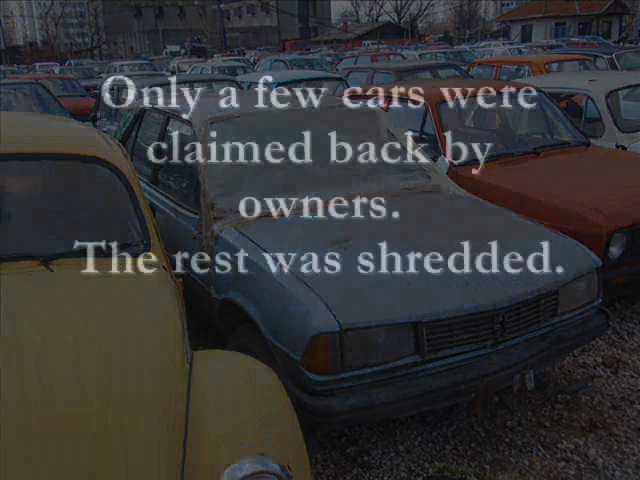 Only a few cars were
claimed back by
owners.
The rest was shredded.